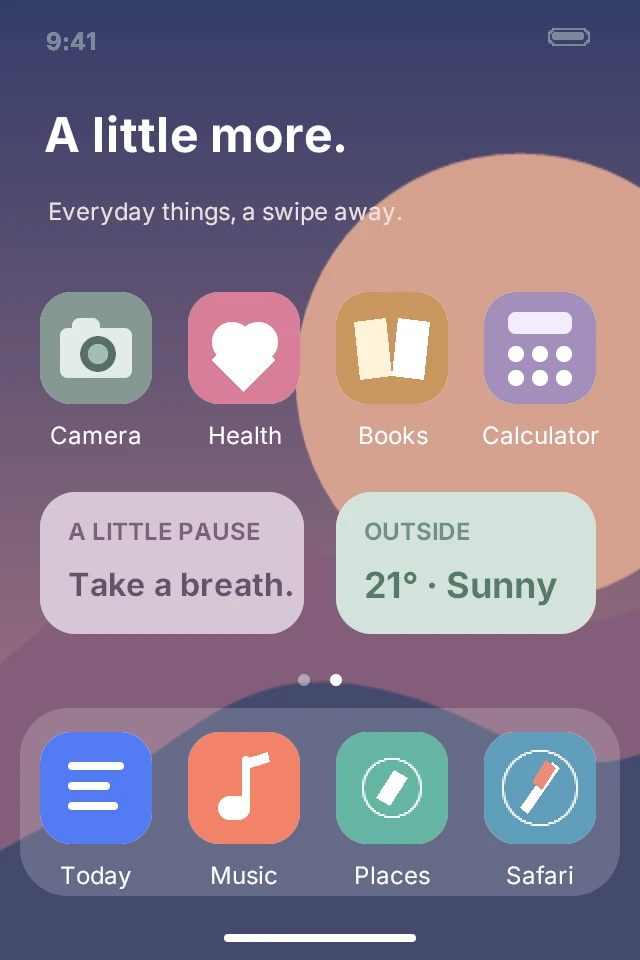 9:41
A little more.
Everyday things, a swipe away.
Camera Health Books Calculator
A LITTLE PAUSE
Take a breath.
OUTSIDE
21° · Sunny
Today Music Places Safari